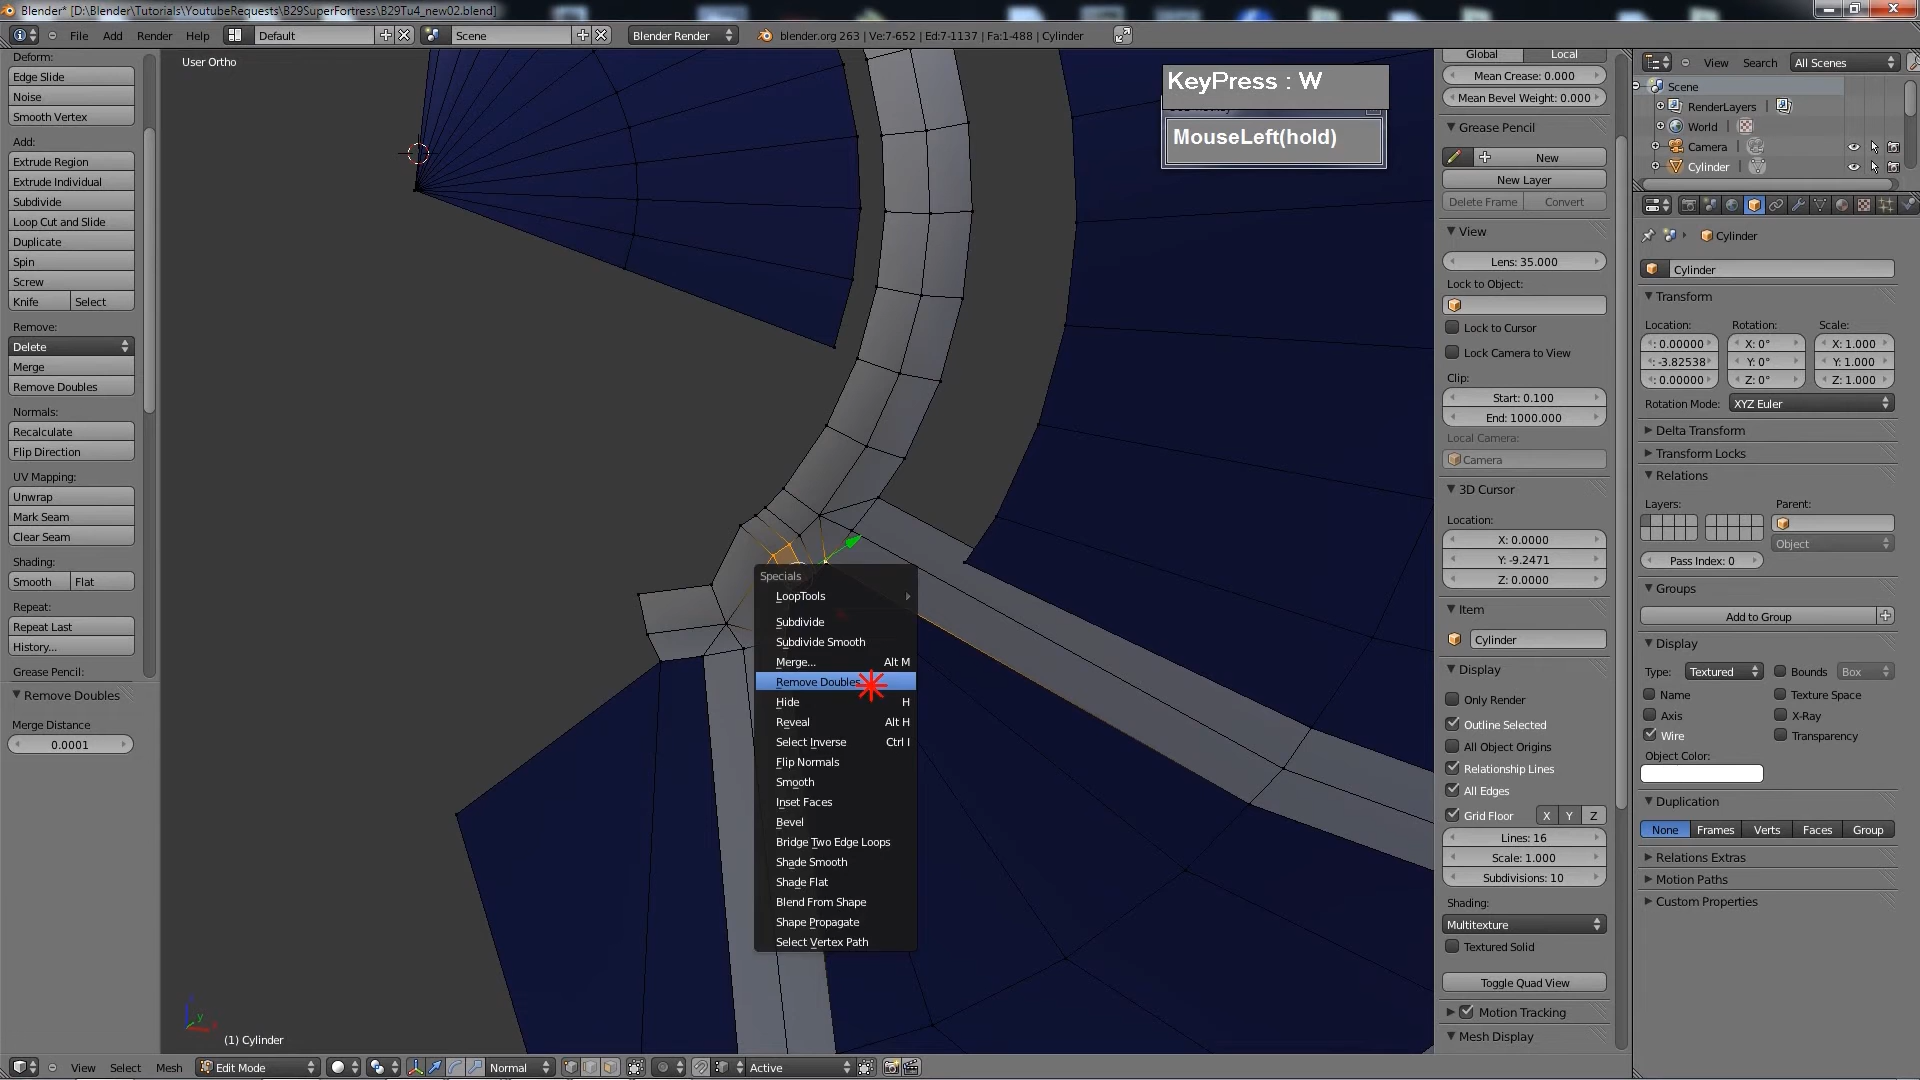 Blender* [D:\Blender\Tutorials\YoutubeRequests\B29SuperFortress\B29Tu4_new02.blend]
File Add Render Help Default Scene Blender Render blender.org 263 | Ve:7-652 | Ed:7-1137 | Fa:1-488 | Cylinder
Deform:
Edge Slide
Noise
Smooth Vertex
Add:
Extrude Region
Extrude Individual
Subdivide
Loop Cut and Slide
Duplicate
Spin
Screw
Knife Select
Remove:
Delete
Merge
Remove Doubles
Normals:
Recalculate
Flip Direction
UV Mapping:
Unwrap
Mark Seam
Clear Seam
Shading:
Smooth Flat
Repeat:
Repeat Last
History...
Grease Pencil:
Remove Doubles
Merge Distance
0.0001
User Ortho
KeyPress : W
MouseLeft(hold)
Specials
LoopTools
Subdivide
Subdivide Smooth
Merge... Alt M
Remove Doubles
Hide H
Reveal Alt H
Select Inverse Ctrl I
Flip Normals
Smooth
Inset Faces
Bevel
Bridge Two Edge Loops
Shade Smooth
Shade Flat
Blend From Shape
Shape Propagate
Select Vertex Path
y
(1) Cylinder
View Select Mesh Edit Mode Normal Active
Global Local
Mean Crease: 0.000
Mean Bevel Weight: 0.000
Grease Pencil
New
New Layer
Delete Frame Convert
View
Lens: 35.000
Lock to Object:
Lock to Cursor
Lock Camera to View
Clip:
Start: 0.100
End: 1000.000
Local Camera:
Camera
3D Cursor
Location:
X: 0.0000
Y: -9.2471
Z: 0.0000
Item
Cylinder
Display
Only Render
Outline Selected
All Object Origins
Relationship Lines
All Edges
Grid Floor X Y Z
Lines: 16
Scale: 1.000
Subdivisions: 10
Shading:
Multitexture
Textured Solid
Toggle Quad View
Motion Tracking
Mesh Display
View Search All Scenes
Scene
RenderLayers
World
Camera
Cylinder
Cylinder
Cylinder
Transform
Location: Rotation: Scale:
: 0.00000 X: 0° X: 1.000
: -3.82538 Y: 0° Y: 1.000
: 0.00000 Z: 0° Z: 1.000
Rotation Mode: XYZ Euler
Delta Transform
Transform Locks
Relations
Layers: Parent:
Object
Pass Index: 0
Groups
Add to Group
Display
Type: Textured Bounds Box
Name Texture Space
Axis X-Ray
Wire Transparency
Object Color:
Duplication
None Frames Verts Faces Group
Relations Extras
Motion Paths
Custom Properties